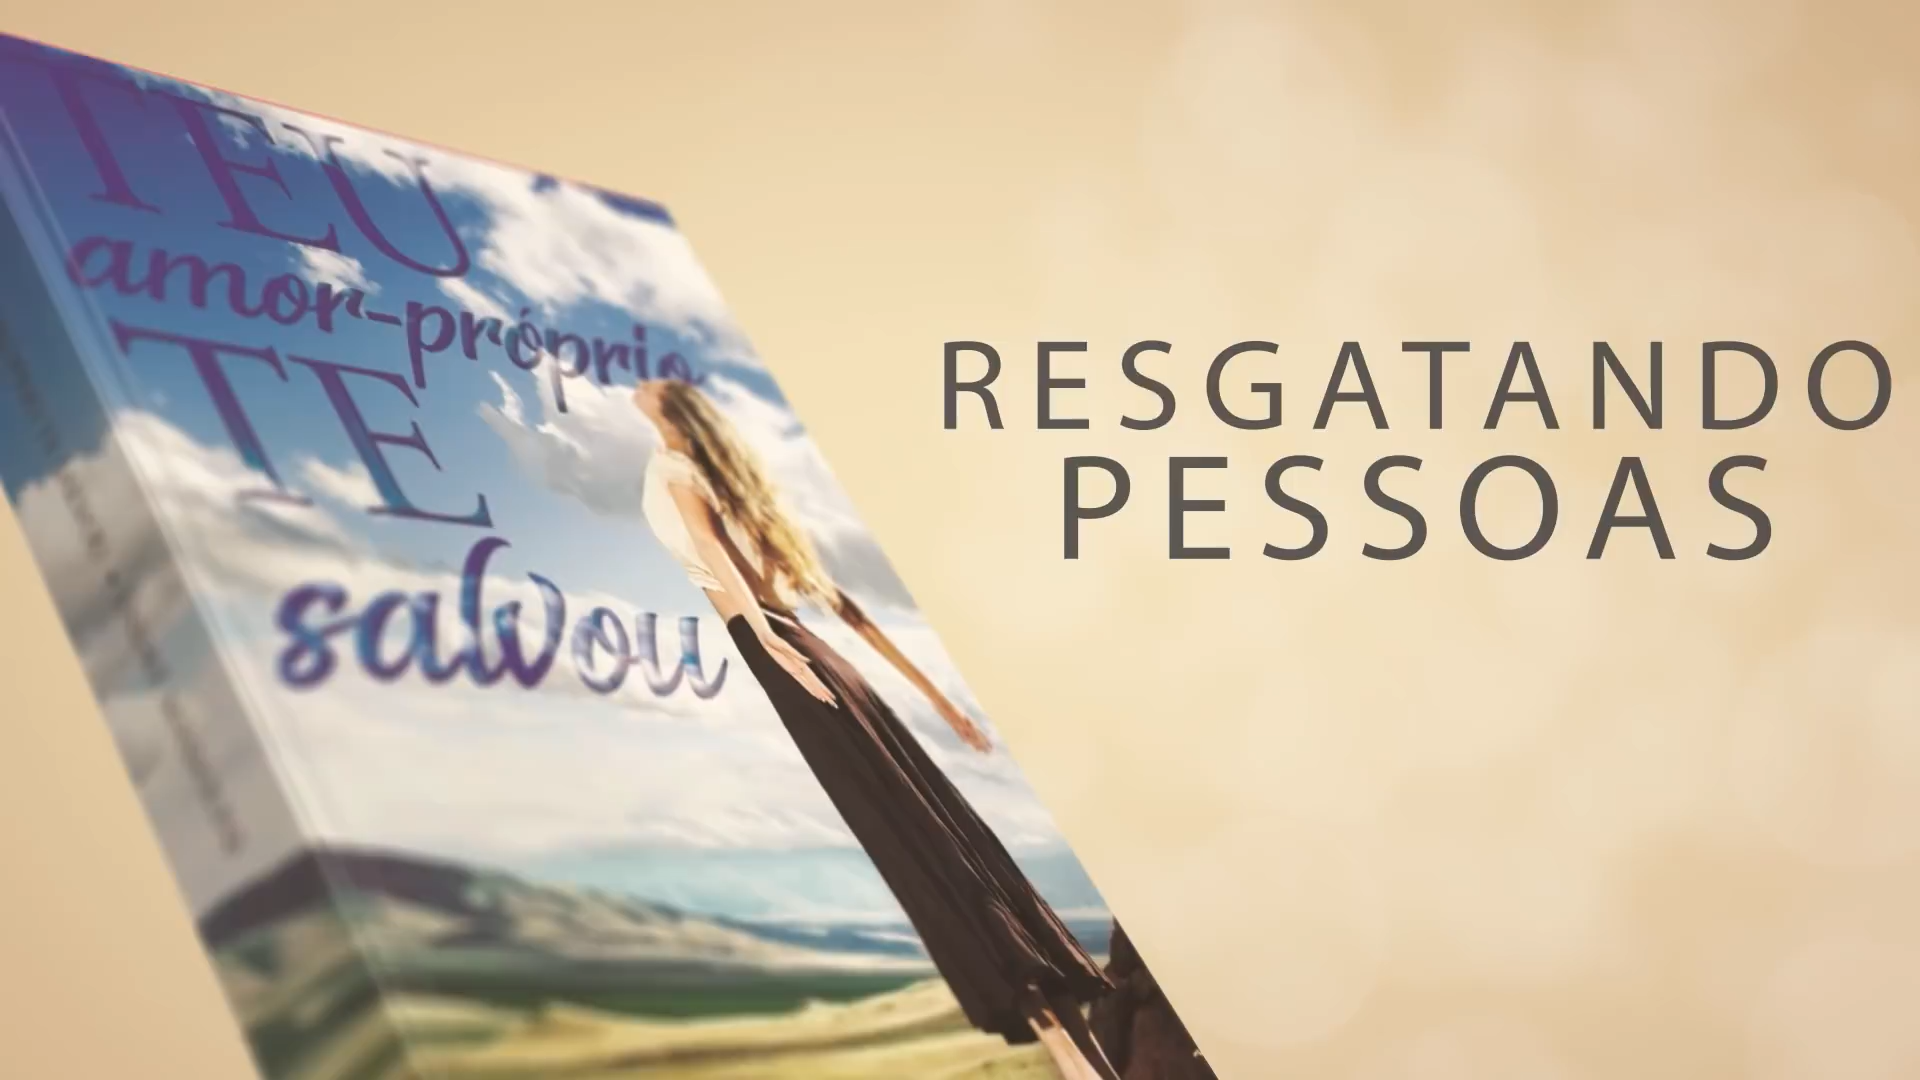 TEU
amor-próprio
TE
salvou
RESGATANDO
PESSOAS